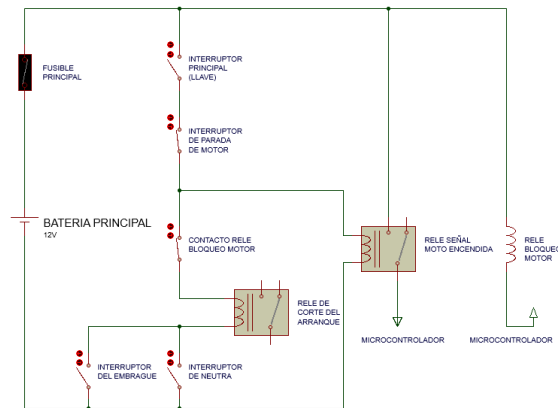 FUSIBLE
PRINCIPAL
INTERRUPTOR
PRINCIPAL
(LLAVE)
INTERRUPTOR
DE PARADA
DE MOTOR
BATERIA PRINCIPAL
12V
CONTACTO RELE
BLOQUEO MOTOR
RELE SEÑAL
MOTO ENCENDIDA
RELE
BLOQUEO
MOTOR
RELE DE
CORTE DEL
ARRANQUE
MICROCONTROLADOR
MICROCONTROLADOR
INTERRUPTOR
DEL EMBRAGUE
INTERRUPTOR
DE NEUTRA